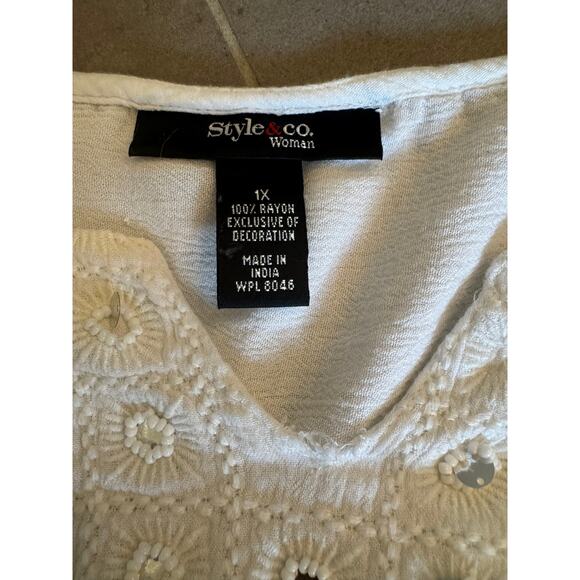 Style&co.
Woman
1X
100% RAYON
EXCLUSIVE OF
DECORATION
MADE IN
INDIA
WPL 8046